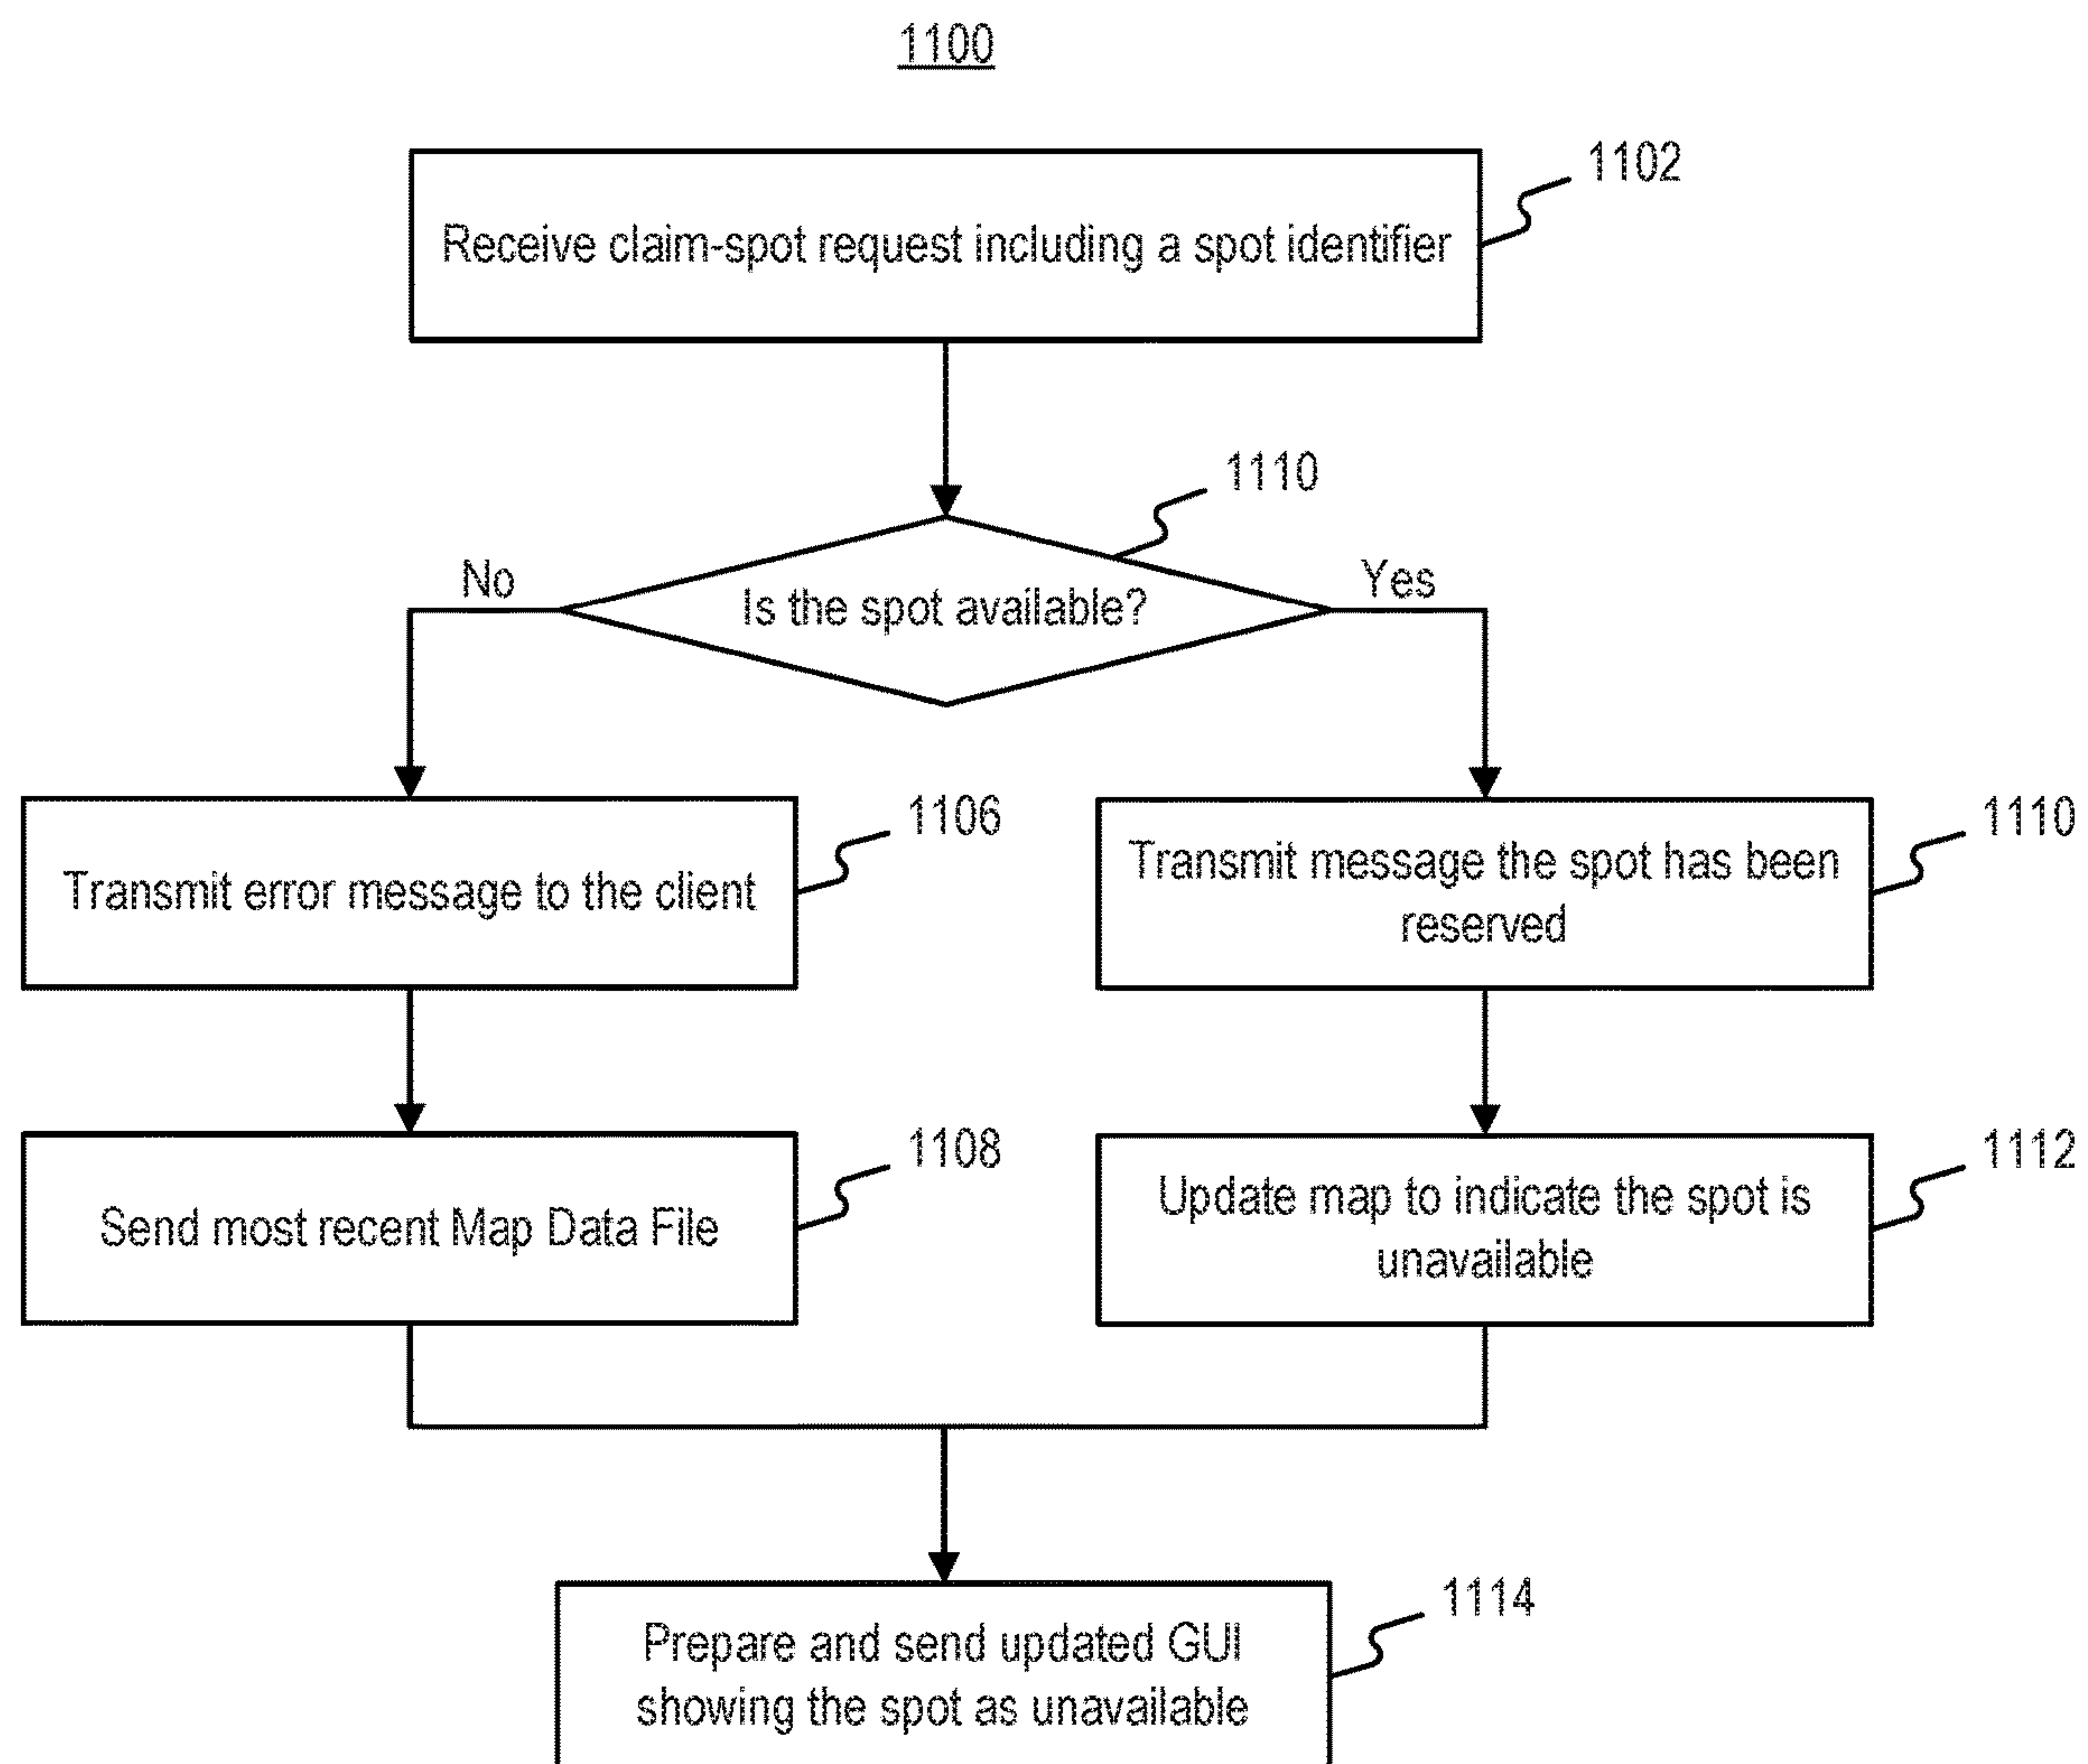 1100
Receive claim-spot request including a spot identifier
1102
1110
No
Is the spot available?
Yes
Transmit error message to the client
1106
Transmit message the spot has been
reserved
1110
Send most recent Map Data File
1108
Update map to indicate the spot is
unavailable
1112
Prepare and send updated GUI
showing the spot as unavailable
1114